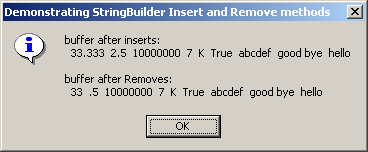 Demonstrating StringBuilder Insert and Remove methods
buffer after inserts:
33.333 2.5 10000000 7 K True abcdef good bye hello
buffer after Removes:
33 .5 10000000 7 K True abcdef good bye hello
OK